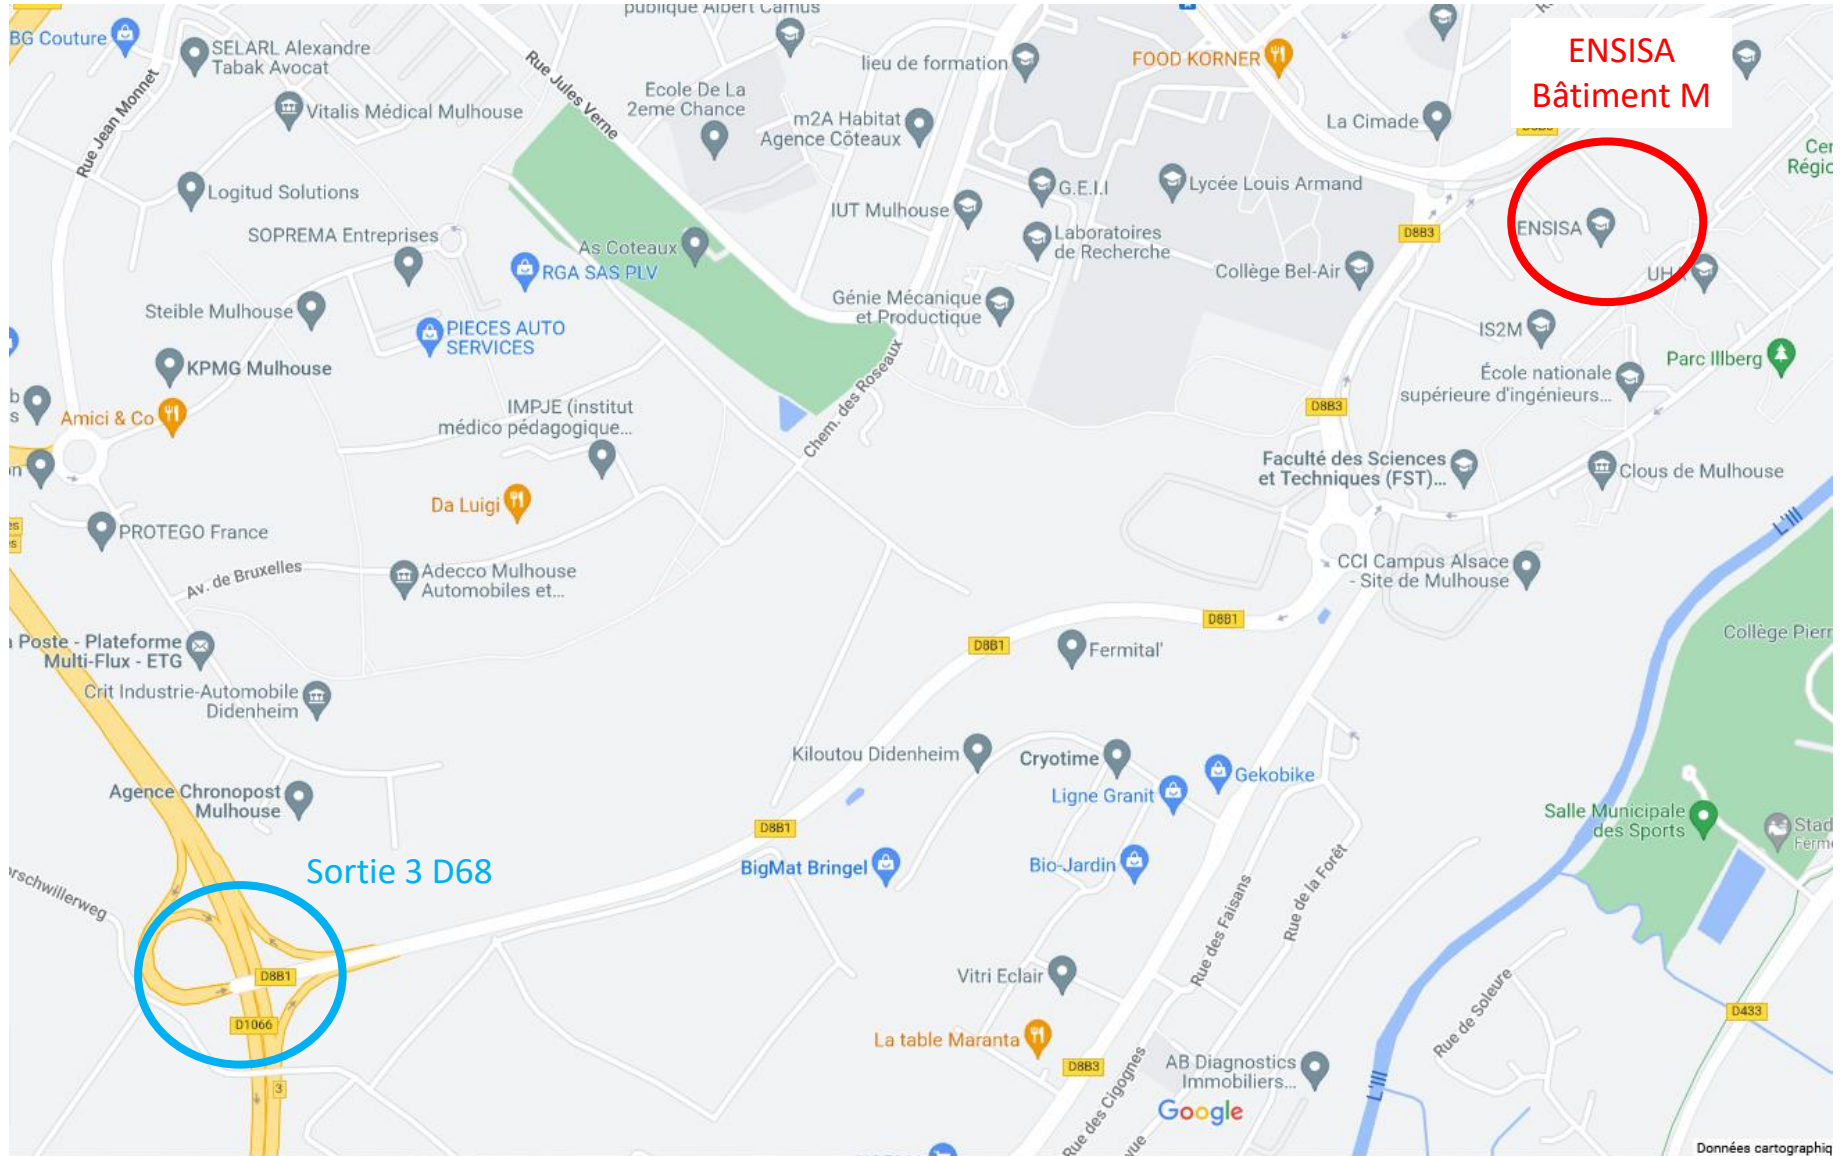 publique Albert Camus
BG Couture
SELARL Alexandre
Tabak Avocat
Rue Jean Monnet
Vitalis Médical Mulhouse
Rue Jules Verne
Ecole De La
2eme Chance
lieu de formation
m2A Habitat
Agence Côteaux
FOOD KORNER
ENSISA
Bâtiment M
La Cimade
Logitud Solutions
SOPREMA Entreprises
As Coteaux
RGA SAS PLV
IUT Mulhouse
G.E.I.I
Laboratoires
de Recherche
Lycée Louis Armand
D8B3
ENSISA
Collège Bel-Air
UHA
Steible Mulhouse
PIECES AUTO
SERVICES
Génie Mécanique
et Productique
IS2M
Parc Illberg
KPMG Mulhouse
École nationale
supérieure d'ingénieurs...
Amici & Co
IMPJE (institut
médico pédagogique...
Chem. des Roseaux
D8B3
Faculté des Sciences
et Techniques (FST)...
Clous de Mulhouse
Da Luigi
PROTEGO France
L'Ill
Av. de Bruxelles
Adecco Mulhouse
Automobiles et...
CCI Campus Alsace
- Site de Mulhouse
Poste - Plateforme
Multi-Flux - ETG
D8B1
D8B1
Fermital'
Collège Pierr
Crit Industrie-Automobile
Didenheim
Kiloutou Didenheim
Cryotime
Gekobike
Ligne Granit
Agence Chronopost
Mulhouse
Salle Municipale
des Sports
Stad
Ferme
D8B1
Sortie 3 D68
BigMat Bringel
Bio-Jardin
Rue de la Forêt
Rue des Faisans
rschwillerweg
D8B1
Vitri Eclair
Rue de Soleure
D1066
D433
La table Maranta
D8B3
AB Diagnostics
Immobiliers...
3
Rue des Cigognes
L'Ill
Google
Données cartographiq